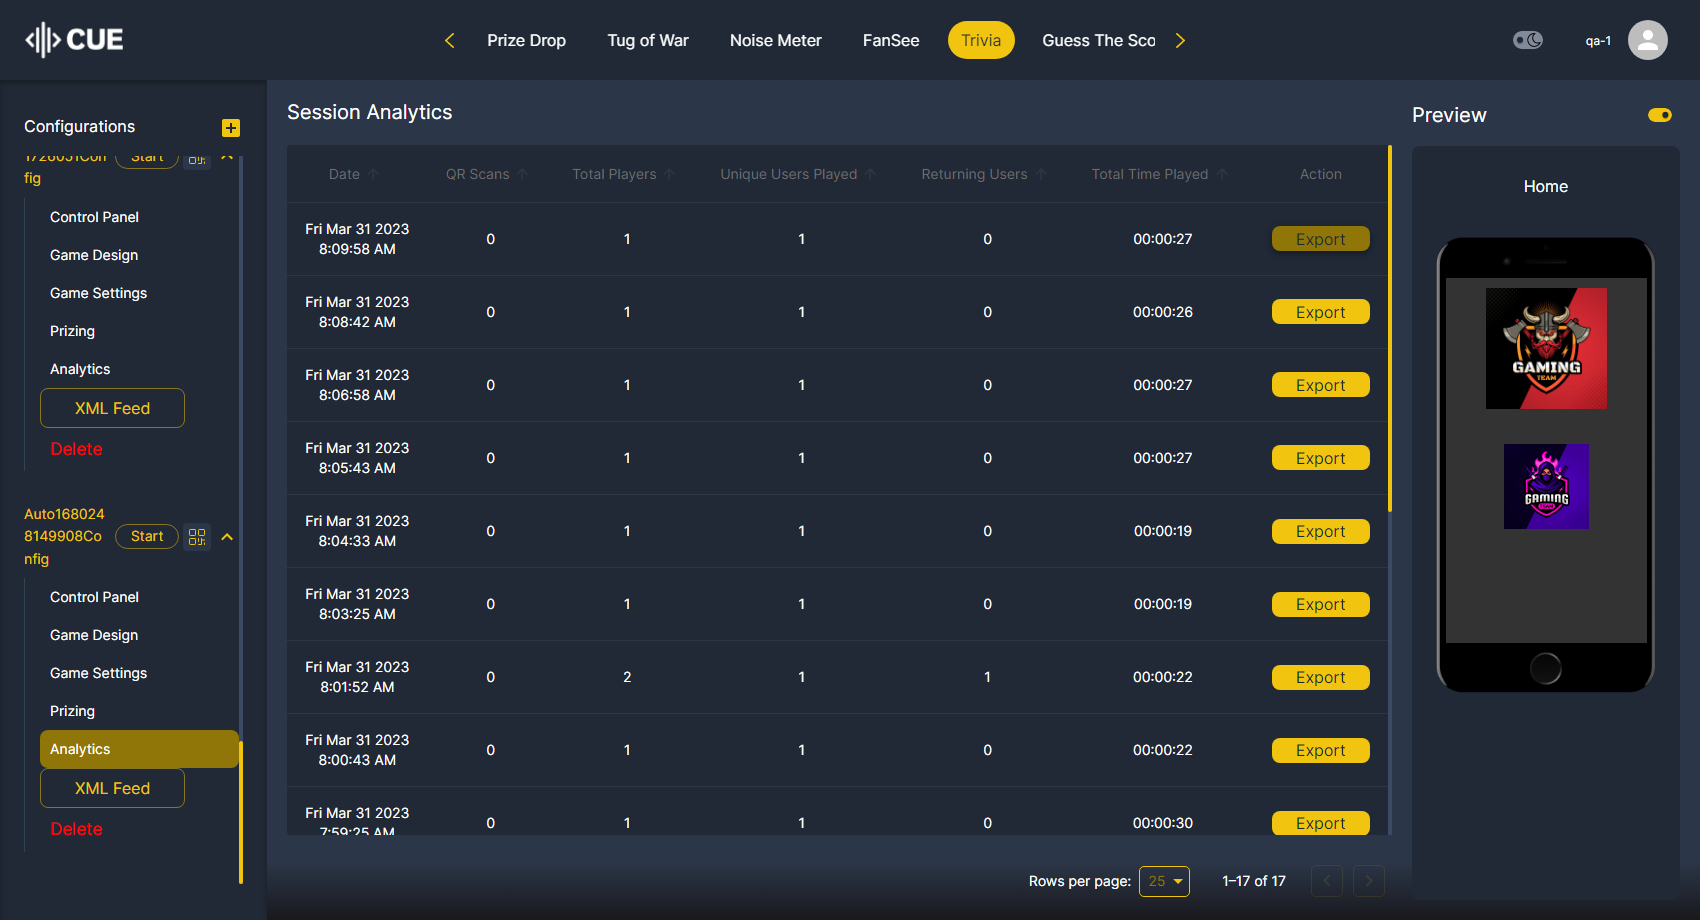 CUE
Prize Drop Tug of War Noise Meter FanSee Trivia Guess The Sco
qa-1
Configurations
1726051Con
fig
Start
Control Panel
Game Design
Game Settings
Prizing
Analytics
XML Feed
Delete
Auto168024
8149908Co
nfig
Start
Control Panel
Game Design
Game Settings
Prizing
Analytics
XML Feed
Delete
Session Analytics
Date QR Scans Total Players Unique Users Played Returning Users Total Time Played Action
Fri Mar 31 2023
8:09:58 AM
0 1 1 0 00:00:27 Export
Fri Mar 31 2023
8:08:42 AM
0 1 1 0 00:00:26 Export
Fri Mar 31 2023
8:06:58 AM
0 1 1 0 00:00:27 Export
Fri Mar 31 2023
8:05:43 AM
0 1 1 0 00:00:27 Export
Fri Mar 31 2023
8:04:33 AM
0 1 1 0 00:00:19 Export
Fri Mar 31 2023
8:03:25 AM
0 1 1 0 00:00:19 Export
Fri Mar 31 2023
8:01:52 AM
0 2 1 1 00:00:22 Export
Fri Mar 31 2023
8:00:43 AM
0 1 1 0 00:00:22 Export
Fri Mar 31 2023
7:59:25 AM
0 1 1 0 00:00:30 Export
Rows per page: 25 1–17 of 17
Preview
Home
GAMING
TEAM
GAMING
TEAM